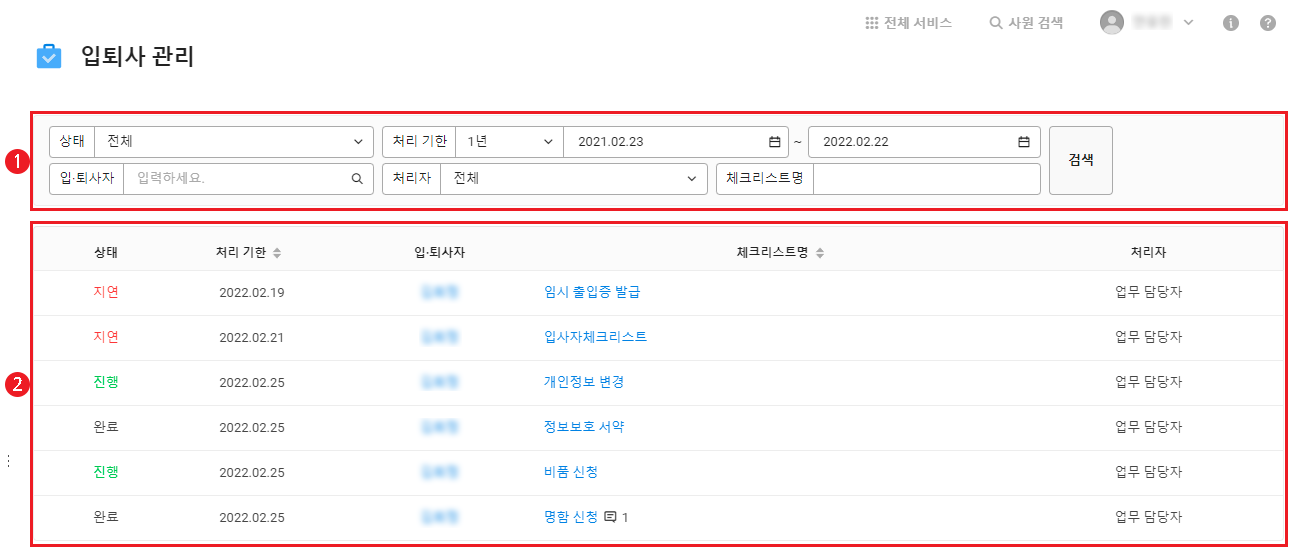 전체 서비스 사원 검색
입퇴사 관리
1
상태 전체 처리 기한 1년 2021.02.23 ~ 2022.02.22 검색
입·퇴사자 입력하세요. 처리자 전체 체크리스트명
2
상태 처리 기한 입·퇴사자 체크리스트명 처리자
지연 2022.02.19 임시 출입증 발급 업무 담당자
지연 2022.02.21 입사자체크리스트 업무 담당자
진행 2022.02.25 개인정보 변경 업무 담당자
완료 2022.02.25 정보보호 서약 업무 담당자
진행 2022.02.25 비품 신청 업무 담당자
완료 2022.02.25 명함 신청 1 업무 담당자